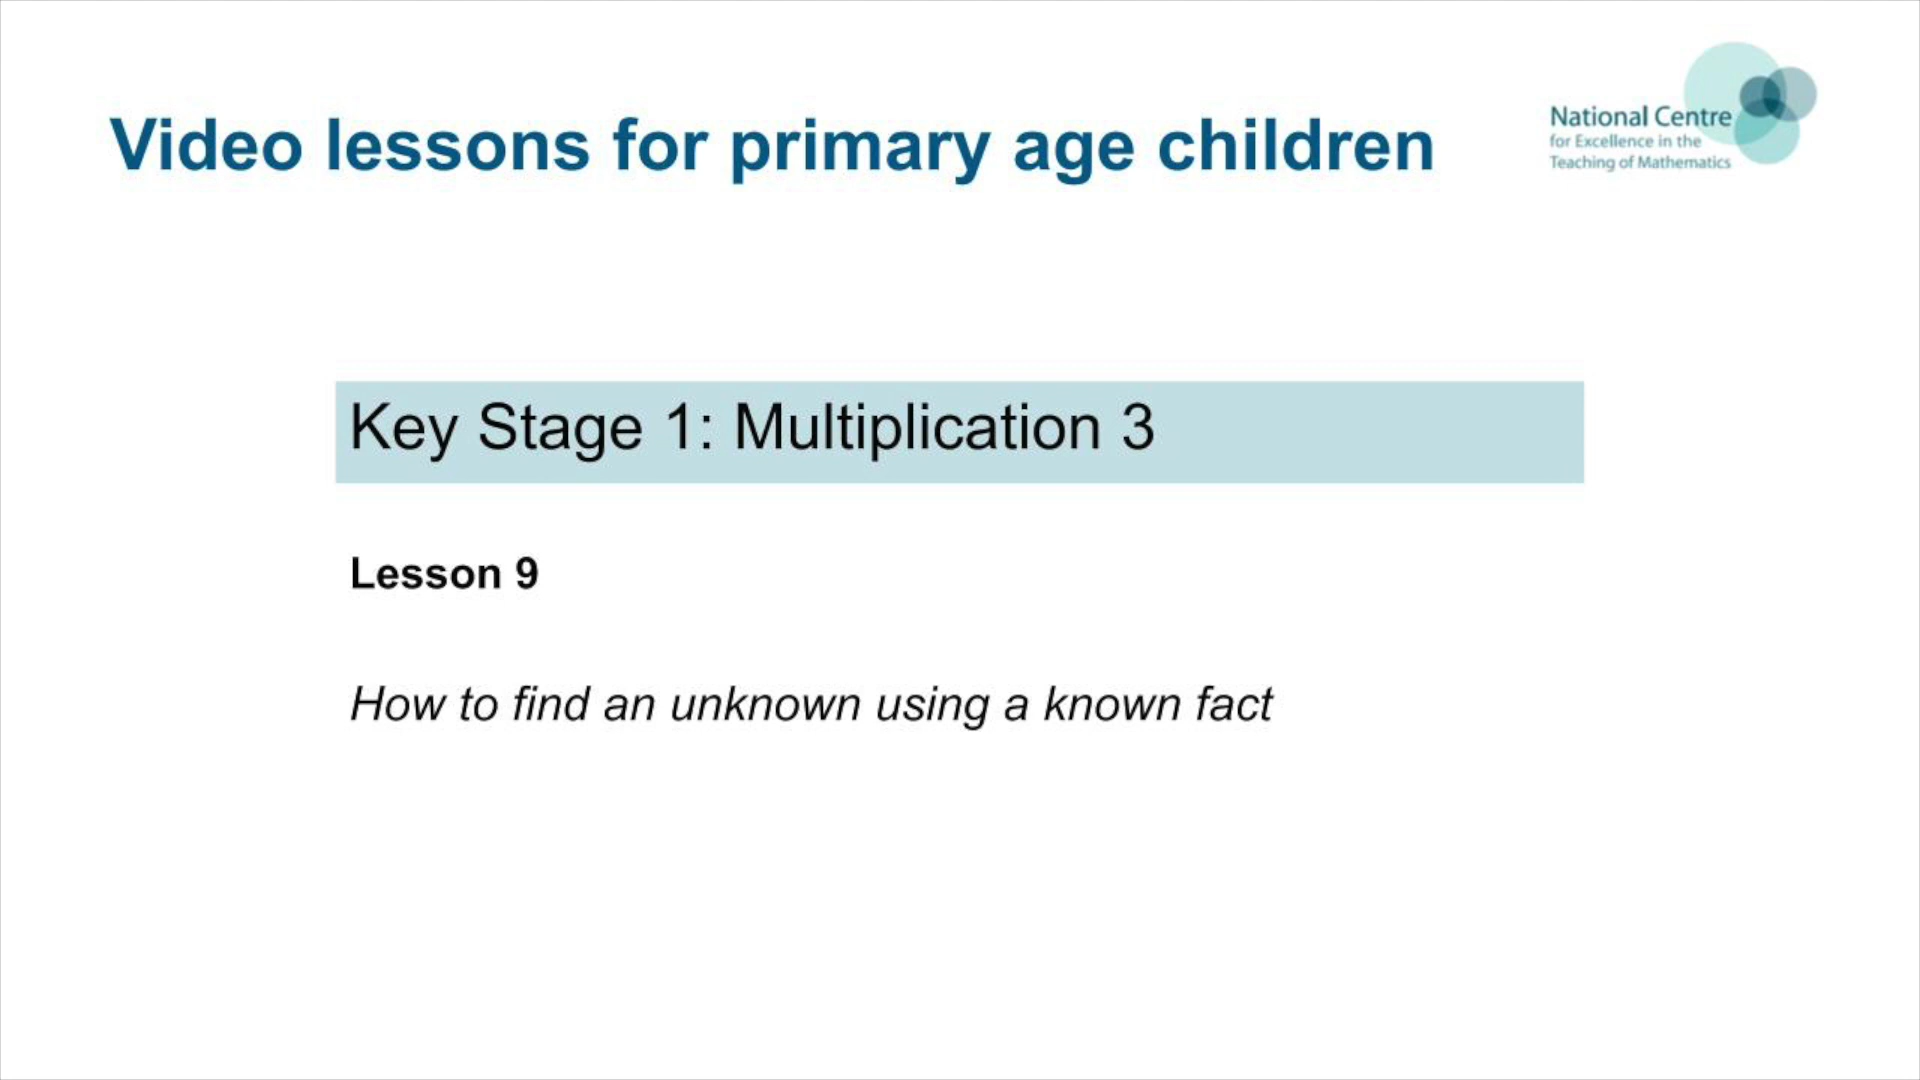 Video lessons for primary age children
National Centre
for Excellence in the
Teaching of Mathematics
Key Stage 1: Multiplication 3
Lesson 9
How to find an unknown using a known fact